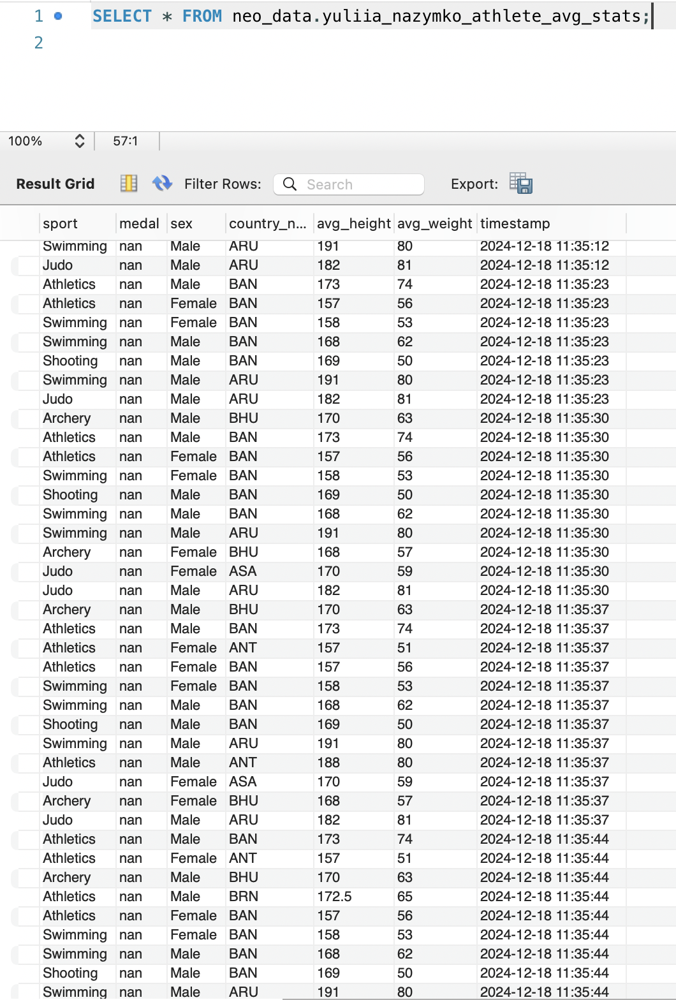 1 SELECT * FROM neo_data.yuliia_nazymko_athlete_avg_stats;
2
100% 57:1
Result Grid Filter Rows: Search Export:
sport medal sex country_n... avg_height avg_weight timestamp
Swimming nan Male ARU 191 80 2024-12-18 11:35:12
Judo nan Male ARU 182 81 2024-12-18 11:35:12
Athletics nan Male BAN 173 74 2024-12-18 11:35:23
Athletics nan Female BAN 157 56 2024-12-18 11:35:23
Swimming nan Female BAN 158 53 2024-12-18 11:35:23
Swimming nan Male BAN 168 62 2024-12-18 11:35:23
Shooting nan Male BAN 169 50 2024-12-18 11:35:23
Swimming nan Male ARU 191 80 2024-12-18 11:35:23
Judo nan Male ARU 182 81 2024-12-18 11:35:23
Archery nan Male BHU 170 63 2024-12-18 11:35:30
Athletics nan Male BAN 173 74 2024-12-18 11:35:30
Athletics nan Female BAN 157 56 2024-12-18 11:35:30
Swimming nan Female BAN 158 53 2024-12-18 11:35:30
Shooting nan Male BAN 169 50 2024-12-18 11:35:30
Swimming nan Male BAN 168 62 2024-12-18 11:35:30
Swimming nan Male ARU 191 80 2024-12-18 11:35:30
Archery nan Female BHU 168 57 2024-12-18 11:35:30
Judo nan Female ASA 170 59 2024-12-18 11:35:30
Judo nan Male ARU 182 81 2024-12-18 11:35:30
Archery nan Male BHU 170 63 2024-12-18 11:35:37
Athletics nan Male BAN 173 74 2024-12-18 11:35:37
Athletics nan Female ANT 157 51 2024-12-18 11:35:37
Athletics nan Female BAN 157 56 2024-12-18 11:35:37
Swimming nan Female BAN 158 53 2024-12-18 11:35:37
Swimming nan Male BAN 168 62 2024-12-18 11:35:37
Shooting nan Male BAN 169 50 2024-12-18 11:35:37
Swimming nan Male ARU 191 80 2024-12-18 11:35:37
Athletics nan Male ANT 188 80 2024-12-18 11:35:37
Judo nan Female ASA 170 59 2024-12-18 11:35:37
Archery nan Female BHU 168 57 2024-12-18 11:35:37
Judo nan Male ARU 182 81 2024-12-18 11:35:37
Athletics nan Male BAN 173 74 2024-12-18 11:35:44
Athletics nan Female ANT 157 51 2024-12-18 11:35:44
Archery nan Male BHU 170 63 2024-12-18 11:35:44
Athletics nan Male BRN 172.5 65 2024-12-18 11:35:44
Athletics nan Female BAN 157 56 2024-12-18 11:35:44
Swimming nan Female BAN 158 53 2024-12-18 11:35:44
Swimming nan Male BAN 168 62 2024-12-18 11:35:44
Shooting nan Male BAN 169 50 2024-12-18 11:35:44
Swimming nan Male ARU 191 80 2024-12-18 11:35:44